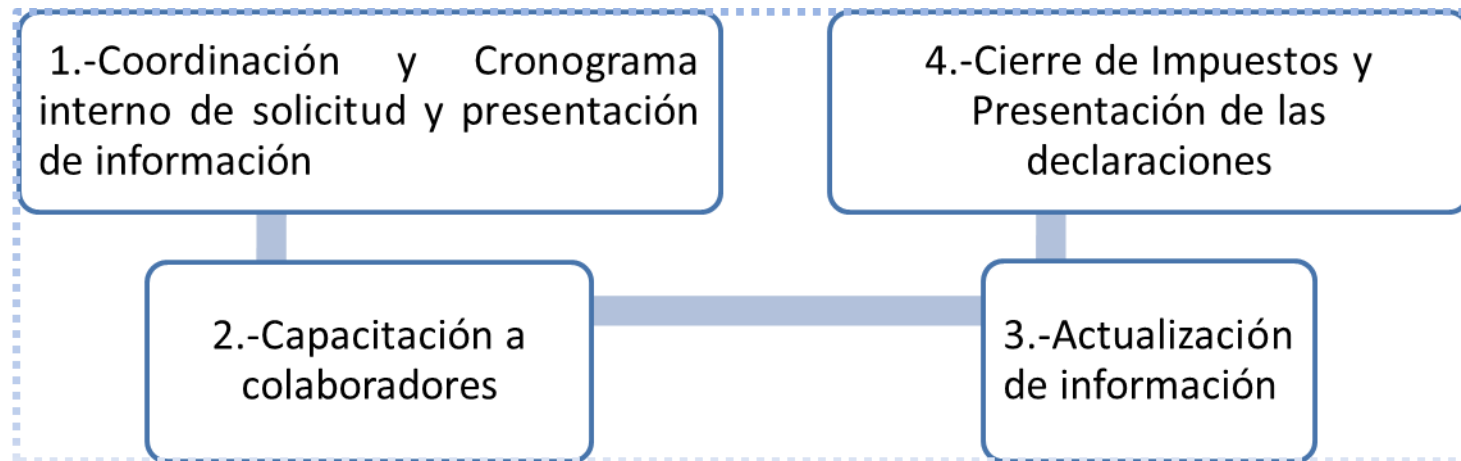 1.-Coordinación y Cronograma
interno de solicitud y presentación
de información
2.-Capacitación a
colaboradores
3.-Actualización
de información
4.-Cierre de Impuestos y
Presentación de las
declaraciones